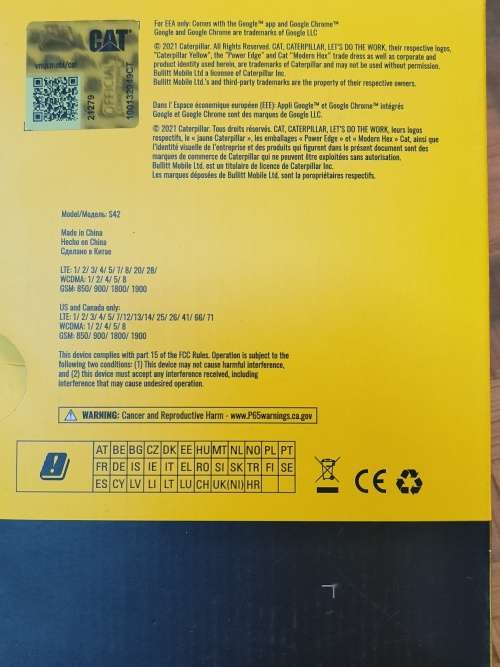 CAT
vnqr.mobi/cat
OFFICIAL
21279
For EEA only: Comes with the Google™ app and Google Chrome™
Google and Google Chrome are trademarks of Google LLC
© 2021 Caterpillar. All Rights Reserved. CAT, CATERPILLAR, LET'S DO THE WORK, their respective logos,
"Caterpillar Yellow", the "Power Edge" and Cat "Modern Hex" trade dress as well as corporate and
product identity used herein, are trademarks of Caterpillar and may not be used without permission.
Bullitt Mobile Ltd a licensee of Caterpillar Inc.
Bullitt Mobile Ltd.'s and third-party trademarks are the property of their respective owners.
Dans l' Espace économique européen (EEE): Appli Google™ et Google Chrome™ intégrés
Google et Google Chrome sont des marques de Google LLC.
© 2021 Caterpillar. Tous droits réservés. CAT, CATERPILLAR, LET'S DO THE WORK, leurs logos
respectifs, le « jaune Caterpillar », les emballages « Power Edge » et « Modern Hex » Cat, ainsi que
l'identité visuelle de l'entreprise et des produits qui figurent dans le présent document sont des
marques de commerce de Caterpillar qui ne peuvent être exploitées sans autorisation.
Bullitt Mobile Ltd. est un titulaire de licence de Caterpillar Inc.
Les marques déposées de Bullitt Mobile Ltd. sont la poropriétaires respectifs.
Model/Модель: S42
Made in China
Hecho en China
Сделано в Китае
LTE: 1/ 2/ 3/ 4/ 5/ 7/ 8/ 20/ 28/
WCDMA: 1/ 2/ 4/ 5/ 8
GSM: 850/ 900/ 1800/ 1900
US and Canada only:
LTE: 1/ 2/ 3/ 4/ 5/ 7/12/13/14/ 25/ 26/ 41/ 66/ 71
WCDMA: 1/ 2/ 4/ 5/ 8
GSM: 850/ 900/ 1800/ 1900
This device complies with part 15 of the FCC Rules. Operation is subject to the
following two conditions: (1) This device may not cause harmful interference,
and (2) this device must accept any interference received, including
interference that may cause undesired operation.
WARNING: Cancer and Reproductive Harm - www.P65warnings.ca.gov
AT BE BG CZ DK EE HU MT NL NO PL PT
FR DE IS IE IT EL RO SI SK TR FI SE
ES CY LV LI LT LU CH UK(NI) HR
CE